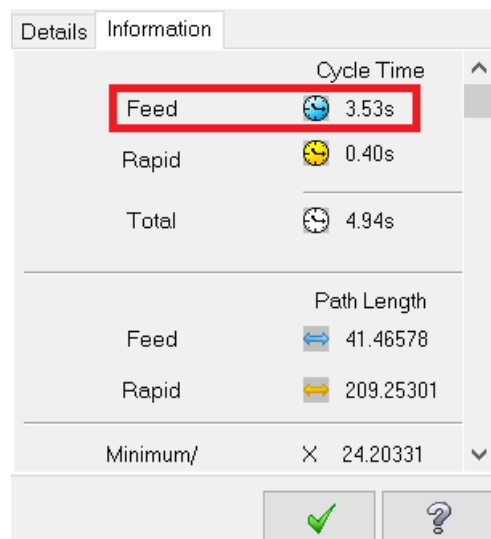 Details Information
Cycle Time
Feed 3.53s
Rapid 0.40s
Total 4.94s
Path Length
Feed 41.46578
Rapid 209.25301
Minimum/ X 24.20331